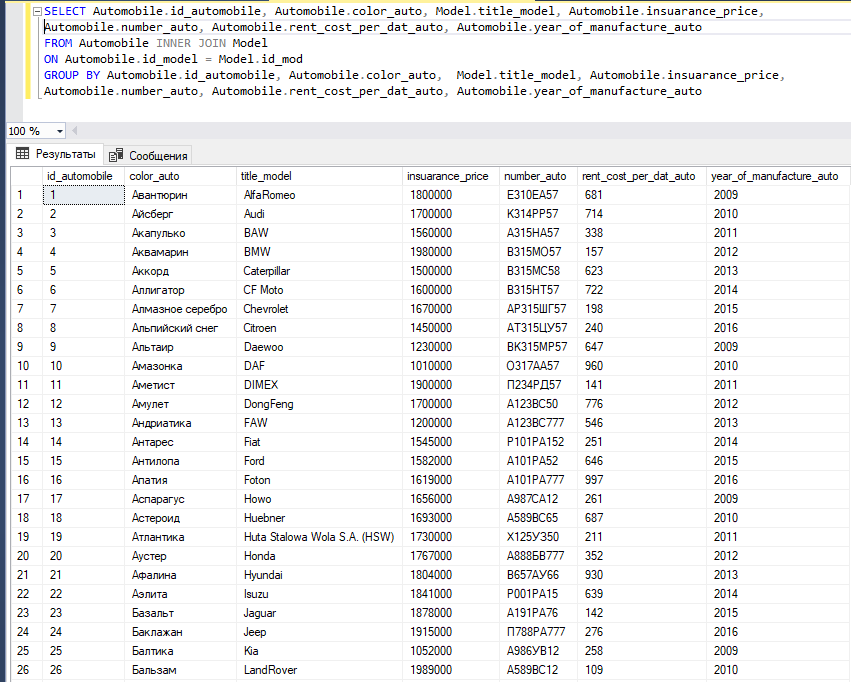 SELECT Automobile.id_automobile, Automobile.color_auto, Model.title_model, Automobile.insuarance_price,
Automobile.number_auto, Automobile.rent_cost_per_dat_auto, Automobile.year_of_manufacture_auto
FROM Automobile INNER JOIN Model
ON Automobile.id_model = Model.id_mod
GROUP BY Automobile.id_automobile, Automobile.color_auto, Model.title_model, Automobile.insuarance_price,
Automobile.number_auto, Automobile.rent_cost_per_dat_auto, Automobile.year_of_manufacture_auto
100 %
Результаты Сообщения
id_automobile color_auto title_model insuarance_price number_auto rent_cost_per_dat_auto year_of_manufacture_auto
1 1 Авантюрин AlfaRomeo 1800000 Е310ЕА57 681 2009
2 2 Айсберг Audi 1700000 К314РР57 714 2010
3 3 Акапулько BAW 1560000 А315НА57 338 2011
4 4 Аквамарин BMW 1980000 В315МО57 157 2012
5 5 Аккорд Caterpillar 1500000 В315МС58 623 2013
6 6 Аллигатор CF Moto 1600000 В315НТ57 722 2014
7 7 Алмазное серебро Chevrolet 1670000 АР315ШГ57 198 2015
8 8 Альпийский снег Citroen 1450000 АТ315ЦУ57 240 2016
9 9 Альтаир Daewoo 1230000 ВК315МР57 647 2009
10 10 Амазонка DAF 1010000 О317АА57 960 2010
11 11 Аметист DIMEX 1900000 П234РД57 141 2011
12 12 Амулет DongFeng 1700000 А123ВС50 776 2012
13 13 Андриатика FAW 1200000 А123ВС777 546 2013
14 14 Антарес Fiat 1545000 Р101РА152 251 2014
15 15 Антилопа Ford 1582000 А101РА52 646 2015
16 16 Апатия Foton 1619000 А101РА777 997 2016
17 17 Аспарагус Howo 1656000 А987СА12 261 2009
18 18 Астероид Huebner 1693000 А589ВС65 687 2010
19 19 Атлантика Huta Stalowa Wola S.A. (HSW) 1730000 Х125УЗ50 211 2011
20 20 Аустер Honda 1767000 А888БВ777 352 2012
21 21 Афалина Hyundai 1804000 В657АУ66 930 2013
22 22 Аэлита Isuzu 1841000 Р001РА15 639 2014
23 23 Базальт Jaguar 1878000 А191РА76 142 2015
24 24 Баклажан Jeep 1915000 П788РА777 276 2016
25 25 Балтика Kia 1052000 А986УВ12 258 2009
26 26 Бальзам LandRover 1989000 А589ВС12 109 2010